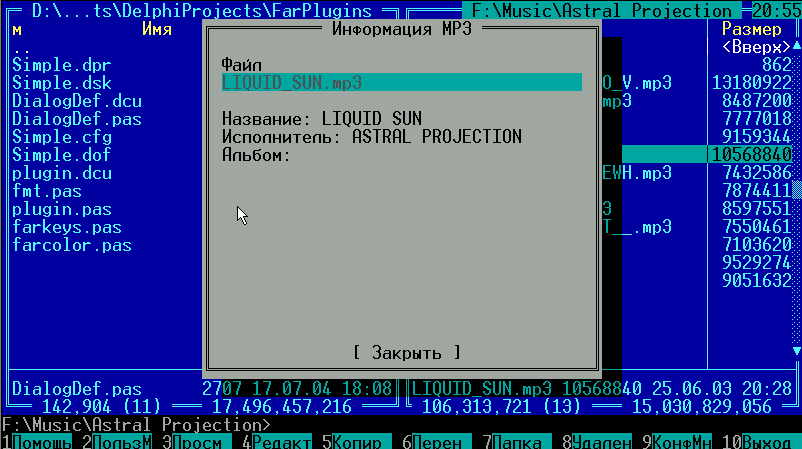 D:\...ts\DelphiProjects\FarPlugins F:\Music\Astral Projection 20:55
м Имя Информация MP3 Размер
.. <Вверх>
Simple.dpr Файл 862
Simple.dsk LIQUID_SUN.mp3 O_V.mp3 13180922
DialogDef.dcu mp3 8487200
DialogDef.pas Название: LIQUID SUN 7777018
Simple.cfg Исполнитель: ASTRAL PROJECTION 9159344
Simple.dof Альбом: 10568840
plugin.dcu EWH.mp3 7432586
fmt.pas 7874411
plugin.pas 3 8597551
farkeys.pas T__.mp3 7550461
farcolor.pas 7103620
9529274
9051632
[ Закрыть ]
DialogDef.pas 2707 17.07.04 18:08 LIQUID_SUN.mp3 10568840 25.06.03 20:28
142,904 (11) 17,496,457,216 106,313,721 (13) 15,030,829,056
F:\Music\Astral Projection>
1Помощь 2ПользМ 3Просм 4Редакт 5Копир 6Перен 7Папка 8Удален 9КонфМн 10Выход